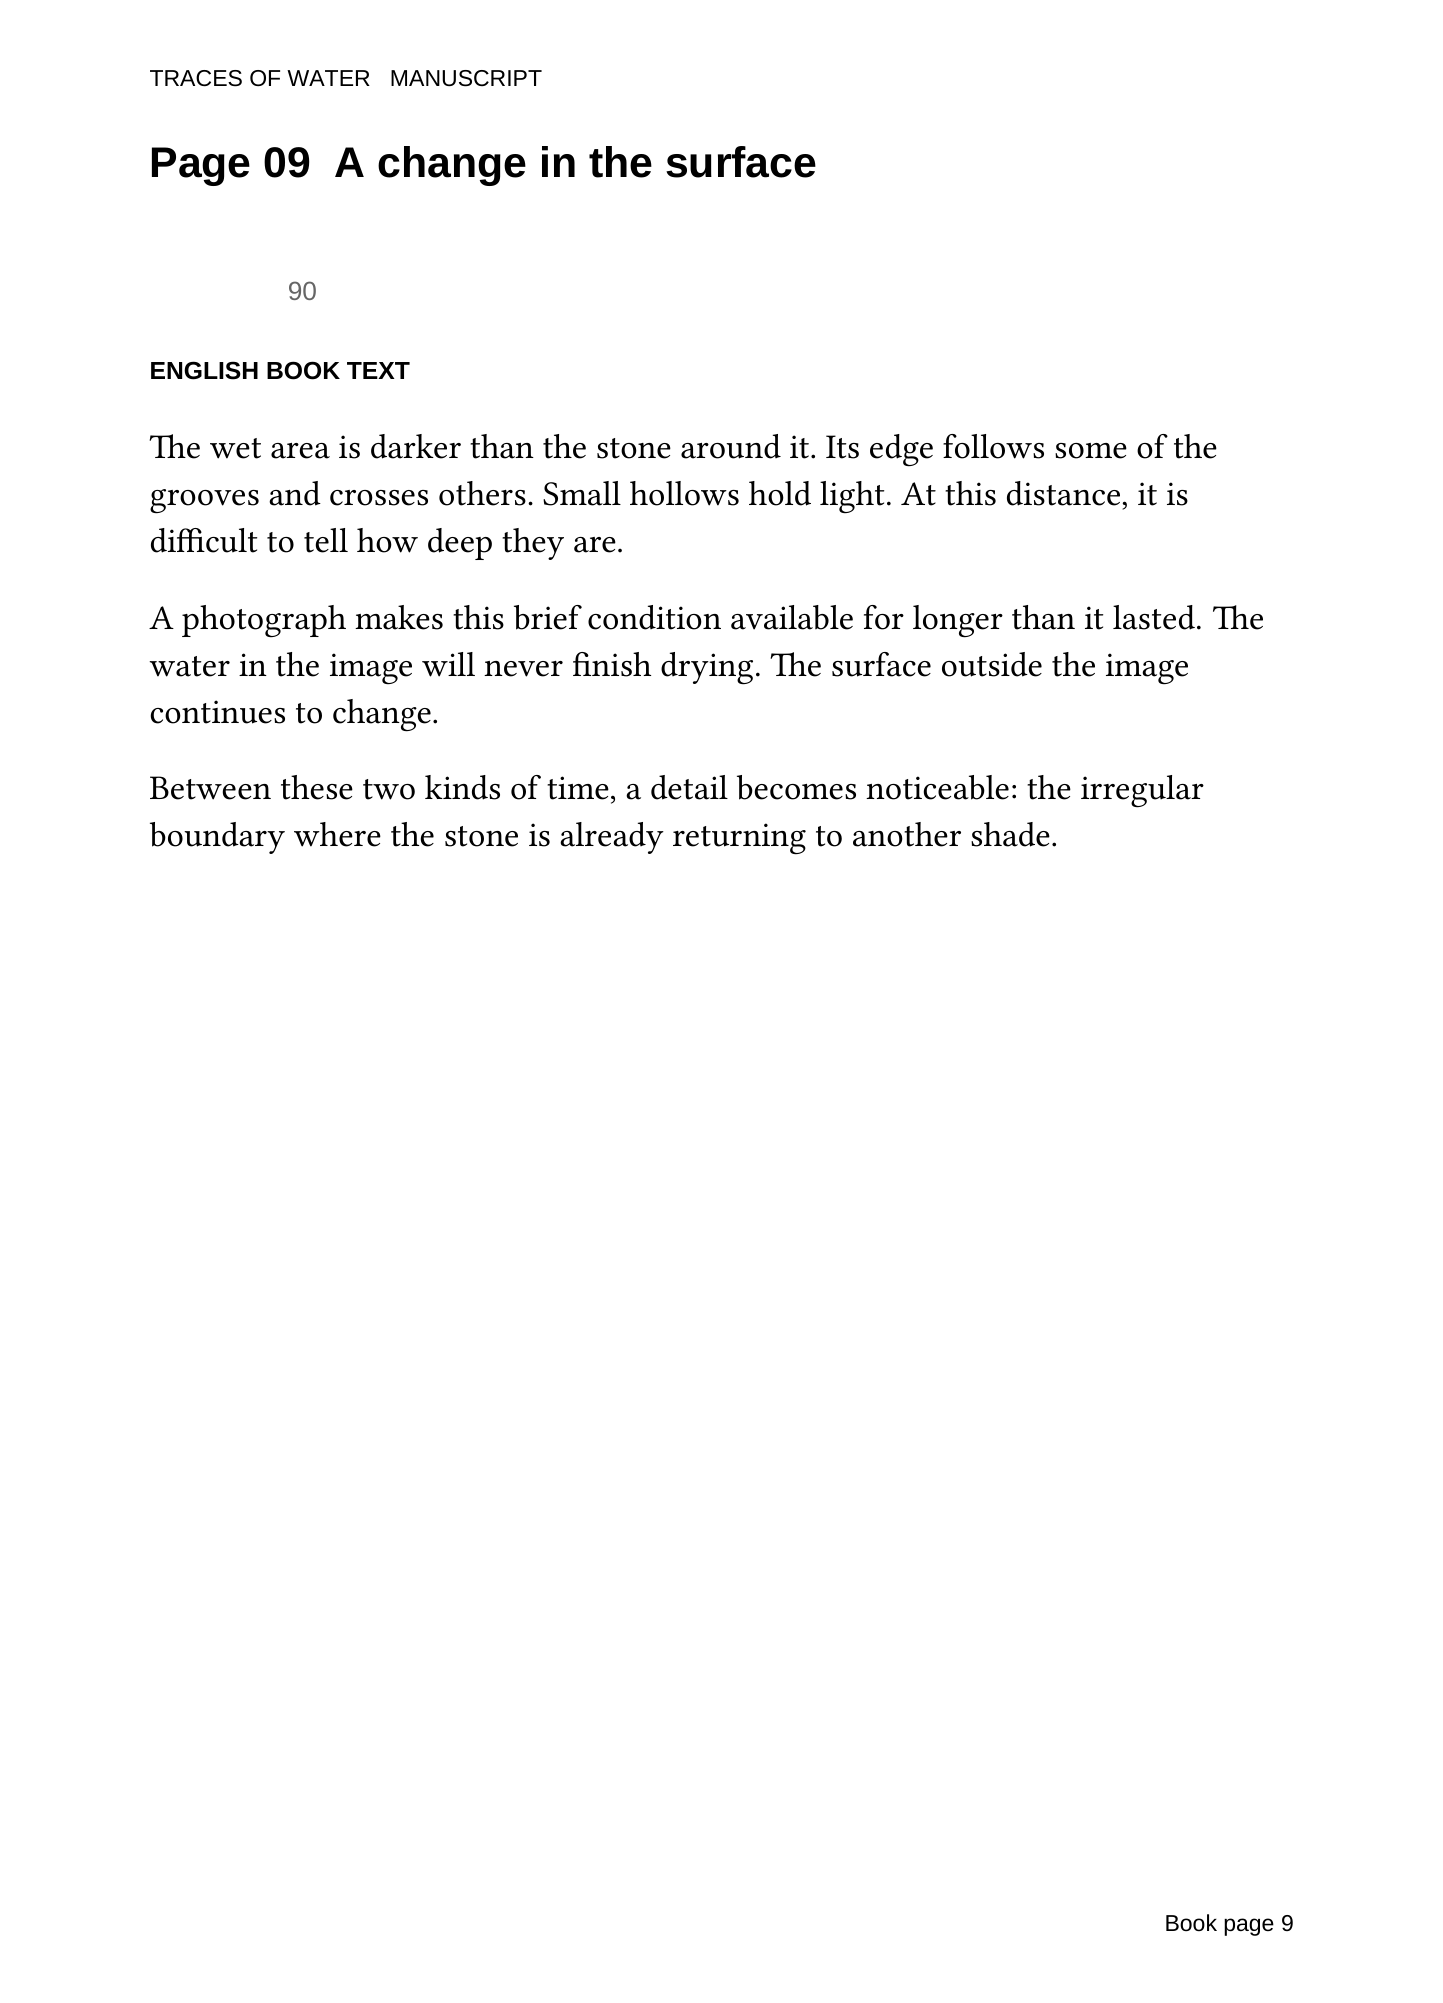 TRACES OF WATER   MANUSCRIPT
Page 09  A change in the surface
90
ENGLISH BOOK TEXT
The wet area is darker than the stone around it. Its edge follows some of the
grooves and crosses others. Small hollows hold light. At this distance, it is
difficult to tell how deep they are.
A photograph makes this brief condition available for longer than it lasted. The
water in the image will never finish drying. The surface outside the image
continues to change.
Between these two kinds of time, a detail becomes noticeable: the irregular
boundary where the stone is already returning to another shade.
Book page 9